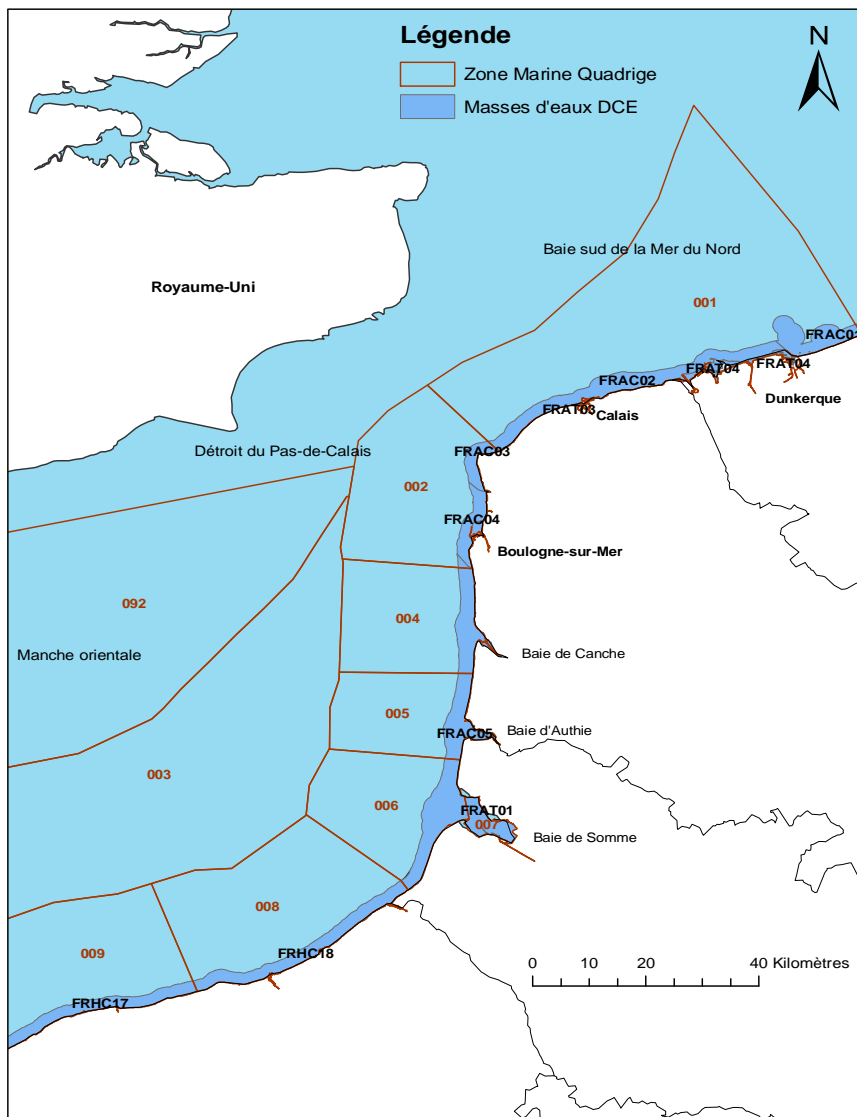 Légende
N
Zone Marine Quadrige
Masses d'eaux DCE
Baie sud de la Mer du Nord
Royaume-Uni
001
FRAC01
FRAT04
FRAT04
FRAC02
Dunkerque
FRAT03
Calais
Détroit du Pas-de-Calais
FRAC03
002
FRAC04
Boulogne-sur-Mer
092
004
Manche orientale
Baie de Canche
005
FRAC05
Baie d'Authie
003
006
FRAT01
007
Baie de Somme
008
009
FRHC18
0 10 20 40 Kilomètres
FRHC17